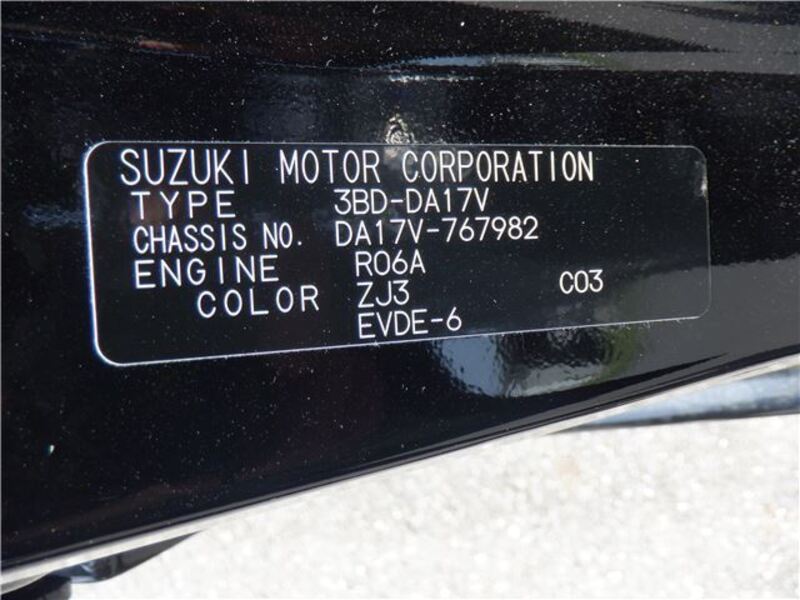 SUZUKI MOTOR CORPORATION
TYPE 3BD-DA17V
CHASSIS NO. DA17V-767982
ENGINE R06A
COLOR ZJ3 C03
EVDE-6